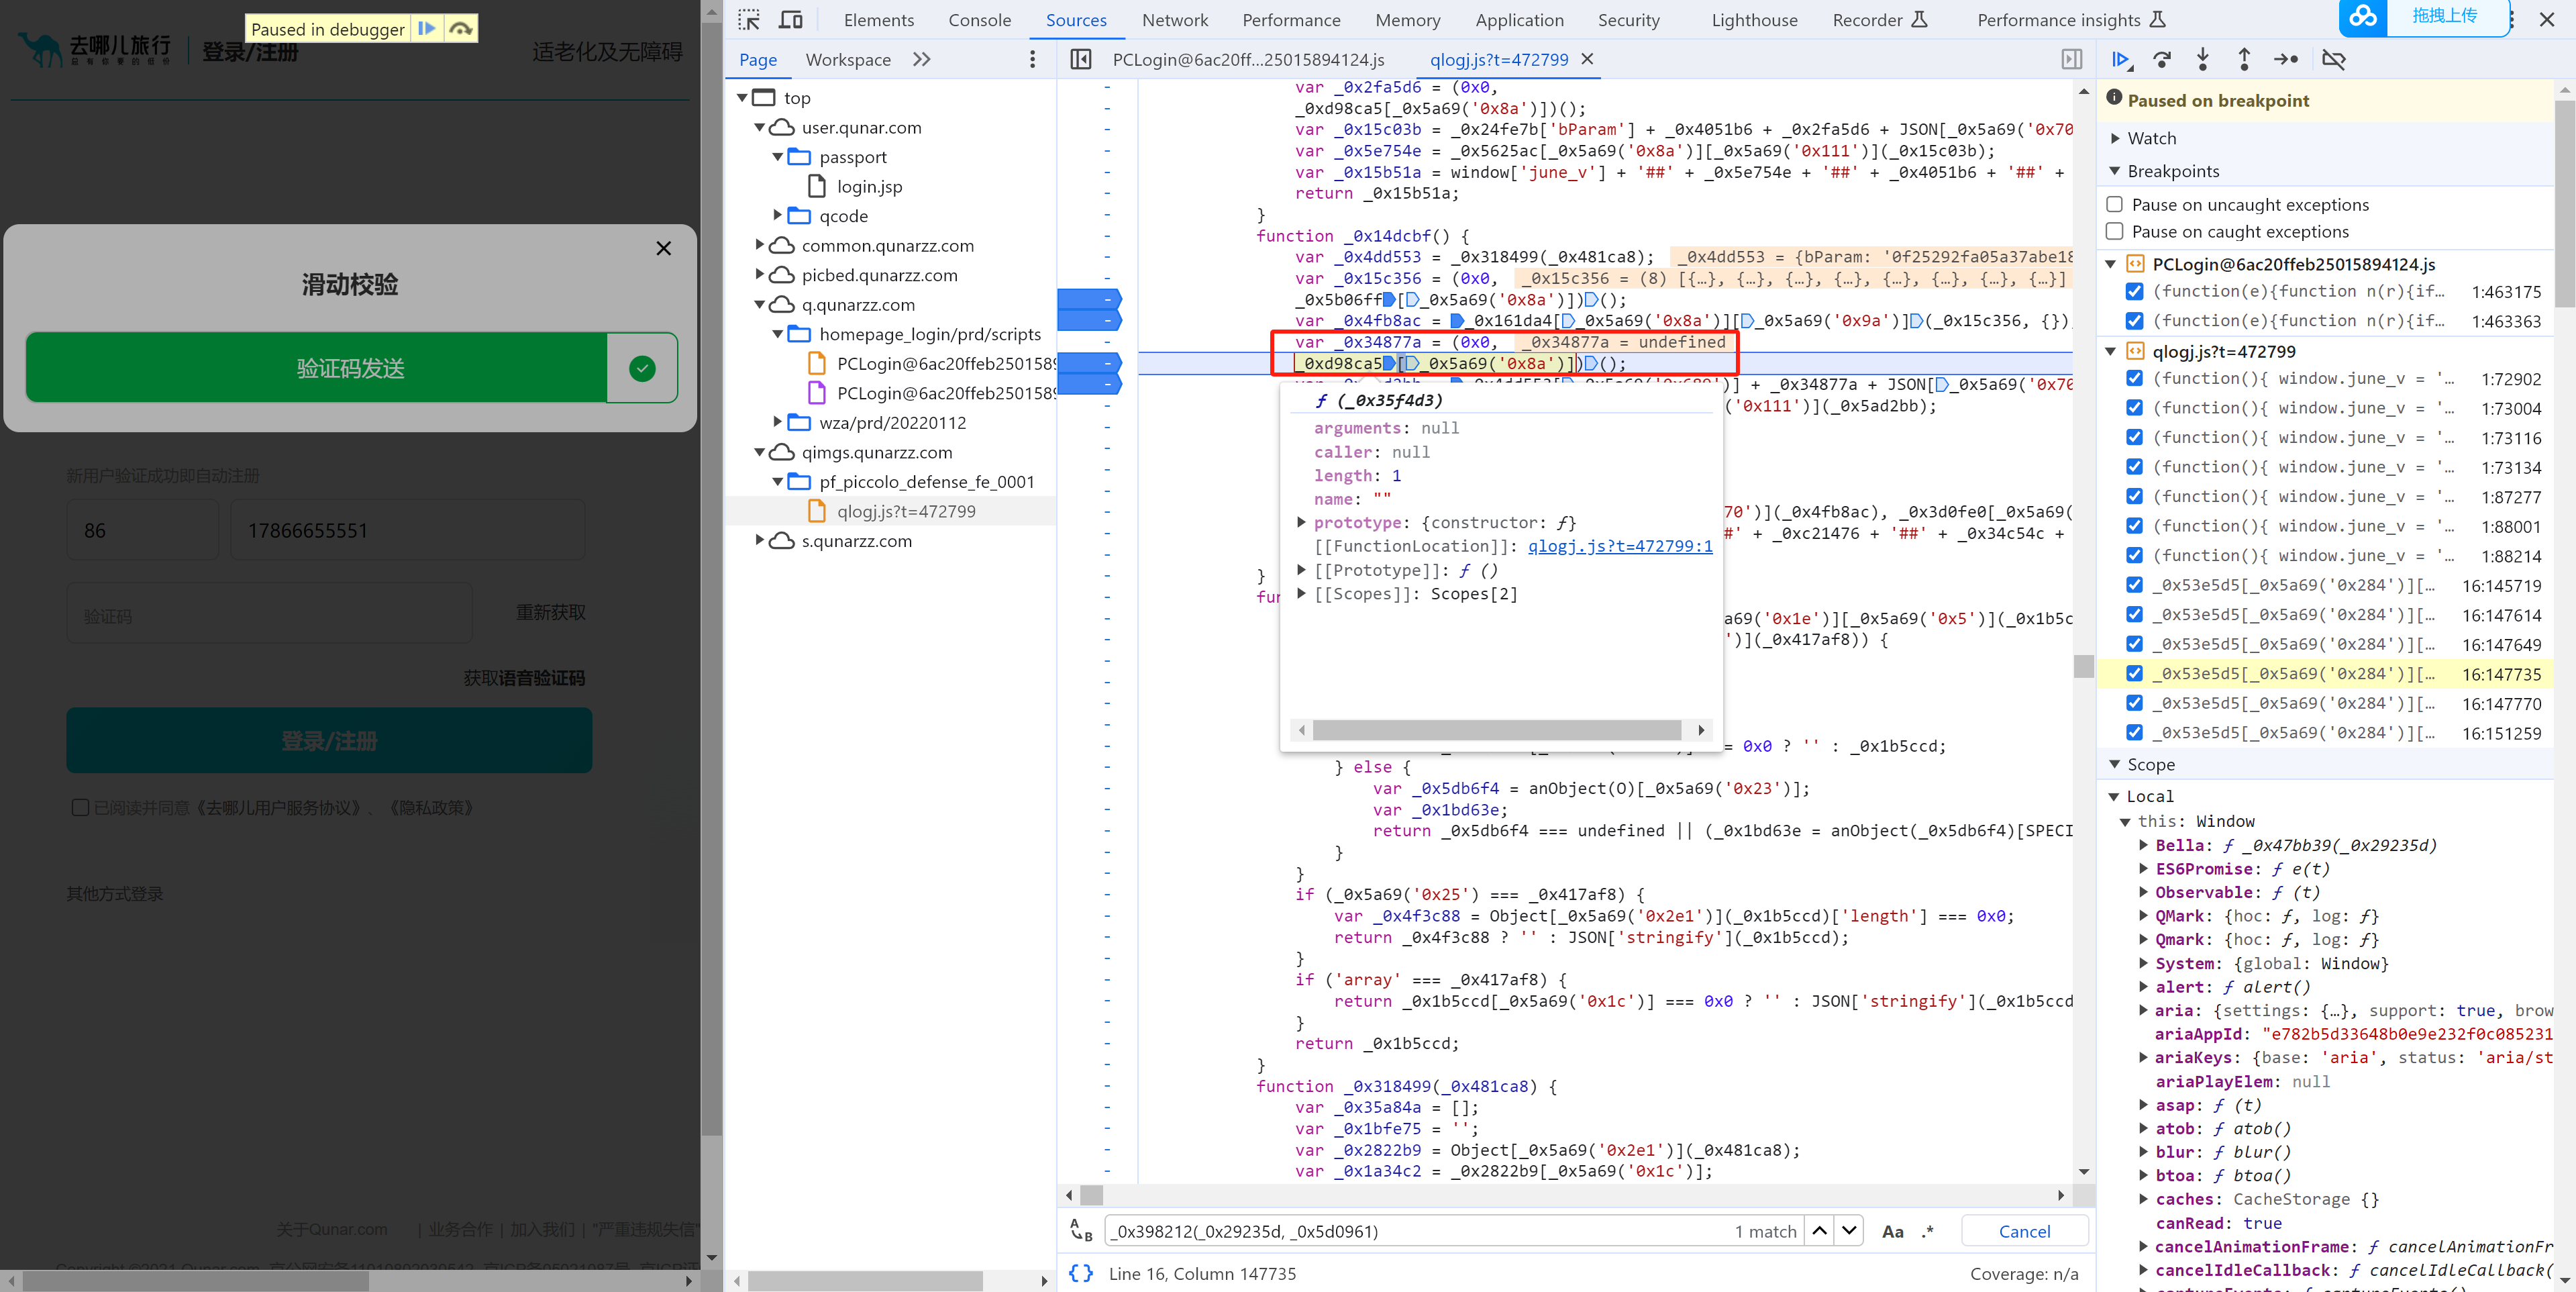 Paused in debugger
去哪儿旅行
总有你要的低价
登录/注册
适老化及无障碍
滑动校验
验证码发送
新用户验证成功即自动注册
86
17866655551
验证码
重新获取
获取语音验证码
登录/注册
已阅读并同意《去哪儿用户服务协议》、《隐私政策》
其他方式登录
关于Qunar.com | 业务合作 | 加入我们 | "严重违规失信"
Elements Console Sources Network Performance Memory Application Security Lighthouse Recorder Performance insights
拖拽上传
Page Workspace
top
user.qunar.com
passport
login.jsp
qcode
common.qunarzz.com
picbed.qunarzz.com
q.qunarzz.com
homepage_login/prd/scripts
PCLogin@6ac20ffeb250158
PCLogin@6ac20ffeb250158
wza/prd/20220112
qimgs.qunarzz.com
pf_piccolo_defense_fe_0001
qlogj.js?t=472799
s.qunarzz.com
PCLogin@6ac20ff...25015894124.js qlogj.js?t=472799
var _0x2fa5d6 = (0x0,
_0xd98ca5[_0x5a69('0x8a')])();
var _0x15c03b = _0x24fe7b['bParam'] + _0x4051b6 + _0x2fa5d6 + JSON[_0x5a69('0x70
var _0x5e754e = _0x5625ac[_0x5a69('0x8a')][_0x5a69('0x111')](_0x15c03b);
var _0x15b51a = window['june_v'] + '##' + _0x5e754e + '##' + _0x4051b6 + '##' +
return _0x15b51a;
}
function _0x14dcbf() {
var _0x4dd553 = _0x318499(_0x481ca8); _0x4dd553 = {bParam: '0f25292fa05a37abe18
var _0x15c356 = (0x0, _0x15c356 = (8) [{…}, {…}, {…}, {…}, {…}, {…}, {…}, {…}]
_0x5b06ff[_0x5a69('0x8a')])();
var _0x4fb8ac = _0x161da4[_0x5a69('0x8a')][_0x5a69('0x9a')](_0x15c356, {})
var _0x34877a = (0x0, _0x34877a = undefined
_0xd98ca5[_0x5a69('0x8a')])();
] + _0x34877a + JSON[_0x5a69('0x70
('0x111')](_0x5ad2bb);
70')](_0x4fb8ac), _0x3d0fe0[_0x5a69(
#' + _0xc21476 + '##' + _0x34c54c +
}
fu
a69('0x1e')][_0x5a69('0x5')](_0x1b5c
')](_0x417af8)) {
= 0x0 ? '' : _0x1b5ccd;
} else {
var _0x5db6f4 = anObject(O)[_0x5a69('0x23')];
var _0x1bd63e;
return _0x5db6f4 === undefined || (_0x1bd63e = anObject(_0x5db6f4)[SPECI
}
}
if (_0x5a69('0x25') === _0x417af8) {
var _0x4f3c88 = Object[_0x5a69('0x2e1')](_0x1b5ccd)['length'] === 0x0;
return _0x4f3c88 ? '' : JSON['stringify'](_0x1b5ccd);
}
if ('array' === _0x417af8) {
return _0x1b5ccd[_0x5a69('0x1c')] === 0x0 ? '' : JSON['stringify'](_0x1b5ccd
}
return _0x1b5ccd;
}
function _0x318499(_0x481ca8) {
var _0x35a84a = [];
var _0x1bfe75 = '';
var _0x2822b9 = Object[_0x5a69('0x2e1')](_0x481ca8);
var _0x1a34c2 = _0x2822b9[_0x5a69('0x1c')];
ƒ (_0x35f4d3)
arguments: null
caller: null
length: 1
name: ""
prototype: {constructor: ƒ}
[[FunctionLocation]]: qlogj.js?t=472799:1
[[Prototype]]: ƒ ()
[[Scopes]]: Scopes[2]
_0x398212(_0x29235d, _0x5d0961) 1 match Aa .* Cancel
{} Line 16, Column 147735 Coverage: n/a
Paused on breakpoint
Watch
Breakpoints
Pause on uncaught exceptions
Pause on caught exceptions
PCLogin@6ac20ffeb25015894124.js
(function(e){function n(r){if… 1:463175
(function(e){function n(r){if… 1:463363
qlogj.js?t=472799
(function(){ window.june_v = '… 1:72902
(function(){ window.june_v = '… 1:73004
(function(){ window.june_v = '… 1:73116
(function(){ window.june_v = '… 1:73134
(function(){ window.june_v = '… 1:87277
(function(){ window.june_v = '… 1:88001
(function(){ window.june_v = '… 1:88214
_0x53e5d5[_0x5a69('0x284')][… 16:145719
_0x53e5d5[_0x5a69('0x284')][… 16:147614
_0x53e5d5[_0x5a69('0x284')][… 16:147649
_0x53e5d5[_0x5a69('0x284')][… 16:147735
_0x53e5d5[_0x5a69('0x284')][… 16:147770
_0x53e5d5[_0x5a69('0x284')][… 16:151259
Scope
Local
this: Window
Bella: ƒ _0x47bb39(_0x29235d)
ES6Promise: ƒ e(t)
Observable: ƒ (t)
QMark: {hoc: ƒ, log: ƒ}
Qmark: {hoc: ƒ, log: ƒ}
System: {global: Window}
alert: ƒ alert()
aria: {settings: {…}, support: true, brow
ariaAppId: "e782b5d33648b0e9e232f0c085231
ariaKeys: {base: 'aria', status: 'aria/st
ariaPlayElem: null
asap: ƒ (t)
atob: ƒ atob()
blur: ƒ blur()
btoa: ƒ btoa()
caches: CacheStorage {}
canRead: true
cancelAnimationFrame: ƒ cancelAnimationFr
cancelIdleCallback: ƒ cancelIdleCallback(